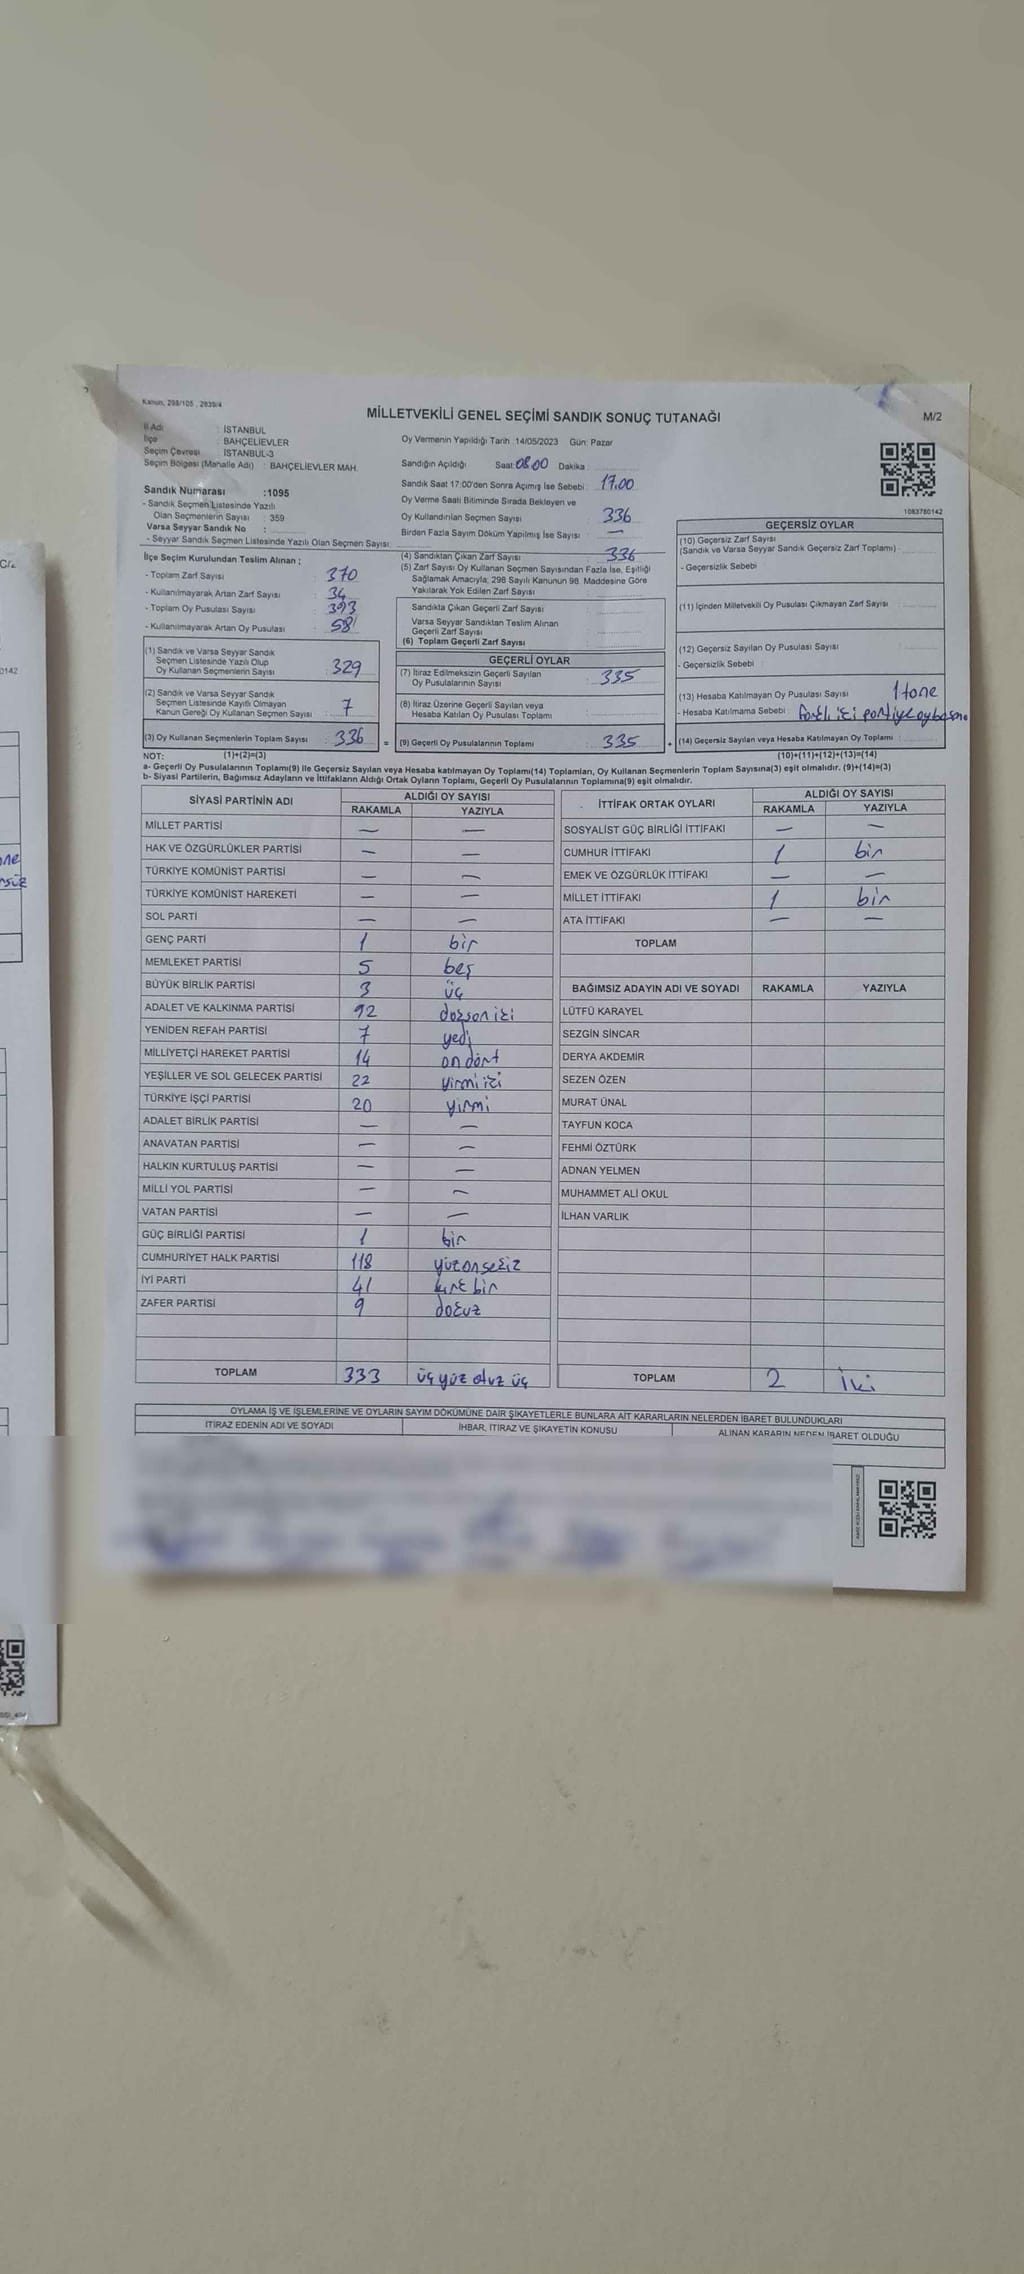 Kanun, 298/105 , 2839/4
MİLLETVEKİLİ GENEL SEÇİMİ SANDIK SONUÇ TUTANAĞI
M/2
İl Adı : İSTANBUL
İlçe : BAHÇELİEVLER
Seçim Çevresi : İSTANBUL-3
Seçim Bölgesi (Mahalle Adı) : BAHÇELİEVLER MAH.
Sandık Numarası : 1095
- Sandık Seçmen Listesinde Yazılı
Olan Seçmenlerin Sayısı : 359
Varsa Seyyar Sandık No :
- Seyyar Sandık Seçmen Listesinde Yazılı Olan Seçmen Sayısı:
Oy Vermenin Yapıldığı Tarih :14/05/2023 Gün: Pazar
Sandığın Açıldığı Saat: 08.00 Dakika :
Sandık Saat 17:00'den Sonra Açımış İse Sebebi : 17.00
Oy Verme Saati Bitiminde Sırada Bekleyen ve
Oy Kullandırılan Seçmen Sayısı : 336
Birden Fazla Sayım Döküm Yapılmış İse Sayısı : —
1083780142
İlçe Seçim Kurulundan Teslim Alınan ;
- Toplam Zarf Sayısı : 370
- Kullanılmayarak Artan Zarf Sayısı : 34
- Toplam Oy Pusulası Sayısı : 393
- Kullanılmayarak Artan Oy Pusulası : 58
(1) Sandık ve Varsa Seyyar Sandık
Seçmen Listesinde Yazılı Olup
Oy Kullanan Seçmenlerin Sayısı : 329
(2) Sandık ve Varsa Seyyar Sandık
Seçmen Listesinde Kayıtlı Olmayan
Kanun Gereği Oy Kullanan Seçmen Sayısı : 7
(3) Oy Kullanan Seçmenlerin Toplam Sayısı : 336
(4) Sandıktan Çıkan Zarf Sayısı : 336
(5) Zarf Sayısı Oy Kullanan Seçmen Sayısından Fazla İse, Eşitliği
Sağlamak Amacıyla, 298 Sayılı Kanunun 98. Maddesine Göre
Yakılarak Yok Edilen Zarf Sayısı :
Sandıkta Çıkan Geçerli Zarf Sayısı :
Varsa Seyyar Sandıktan Teslim Alınan
Geçerli Zarf Sayısı :
(6) Toplam Geçerli Zarf Sayısı :
GEÇERLİ OYLAR
(7) İtiraz Edilmeksizin Geçerli Sayılan
Oy Pusulalarının Sayısı : 335
(8) İtiraz Üzerine Geçerli Sayılan veya
Hesaba Katılan Oy Pusulası Toplamı :
= (9) Geçerli Oy Pusulalarının Toplamı : 335
GEÇERSİZ OYLAR
(10) Geçersiz Zarf Sayısı
(Sandık ve Varsa Seyyar Sandık Geçersiz Zarf Toplamı) :
- Geçersizlik Sebebi :
(11) İçinden Milletvekili Oy Pusulası Çıkmayan Zarf Sayısı :
(12) Geçersiz Sayılan Oy Pusulası Sayısı :
- Geçersizlik Sebebi :
(13) Hesaba Katılmayan Oy Pusulası Sayısı : 1 tane
- Hesaba Katılmama Sebebi : farklı iki partiye oy
+ (14) Geçersiz Sayılan veya Hesaba Katılmayan Oy Toplamı :
NOT: (1)+(2)=(3) (10)+(11)+(12)+(13)=(14)
a- Geçerli Oy Pusulalarının Toplamı(9) ile Geçersiz Sayılan veya Hesaba katılmayan Oy Toplamı(14) Toplamları, Oy Kullanan Seçmenlerin Toplam Sayısına(3) eşit olmalıdır. (9)+(14)=(3)
b- Siyasi Partilerin, Bağımsız Adayların ve İttifakların Aldığı Ortak Oyların Toplamı, Geçerli Oy Pusulalarının Toplamına(9) eşit olmalıdır.
SİYASİ PARTİNİN ADI ALDIĞI OY SAYISI
RAKAMLA YAZIYLA
MİLLET PARTİSİ — —
HAK VE ÖZGÜRLÜKLER PARTİSİ — —
TÜRKİYE KOMÜNİST PARTİSİ — —
TÜRKİYE KOMÜNİST HAREKETİ — —
SOL PARTİ — —
GENÇ PARTİ 1 bir
MEMLEKET PARTİSİ 5 beş
BÜYÜK BİRLİK PARTİSİ 3 üç
ADALET VE KALKINMA PARTİSİ 92 doksan iki
YENİDEN REFAH PARTİSİ 7 yedi
MİLLİYETÇİ HAREKET PARTİSİ 14 on dört
YEŞİLLER VE SOL GELECEK PARTİSİ 22 yirmi iki
TÜRKİYE İŞÇİ PARTİSİ 20 yirmi
ADALET BİRLİK PARTİSİ — —
ANAVATAN PARTİSİ — —
HALKIN KURTULUŞ PARTİSİ — —
MİLLİ YOL PARTİSİ — —
VATAN PARTİSİ — —
GÜÇ BİRLİĞİ PARTİSİ 1 bir
CUMHURİYET HALK PARTİSİ 118 yüzonsekiz
İYİ PARTİ 41 kırk bir
ZAFER PARTİSİ 9 dokuz
TOPLAM 333 üç yüz otuz üç
İTTİFAK ORTAK OYLARI ALDIĞI OY SAYISI
RAKAMLA YAZIYLA
SOSYALİST GÜÇ BİRLİĞİ İTTİFAKI — —
CUMHUR İTTİFAKI 1 bir
EMEK VE ÖZGÜRLÜK İTTİFAKI — —
MİLLET İTTİFAKI 1 bir
ATA İTTİFAKI — —
TOPLAM
BAĞIMSIZ ADAYIN ADI VE SOYADI RAKAMLA YAZIYLA
LÜTFÜ KARAYEL
SEZGİN SİNCAR
DERYA AKDEMİR
SEZEN ÖZEN
MURAT ÜNAL
TAYFUN KOCA
FEHMİ ÖZTÜRK
ADNAN YELMEN
MUHAMMET ALİ OKUL
İLHAN VARLIK
TOPLAM 2 iki
OYLAMA İŞ VE İŞLEMLERİNE VE OYLARIN SAYIM DÖKÜMÜNE DAİR ŞİKAYETLERLE BUNLARA AİT KARARLARIN NELERDEN İBARET BULUNDUKLARI
İTİRAZ EDENİN ADI VE SOYADI İHBAR, İTİRAZ VE ŞİKAYETİN KONUSU ALINAN KARARIN NEDEN İBARET OLDUĞU